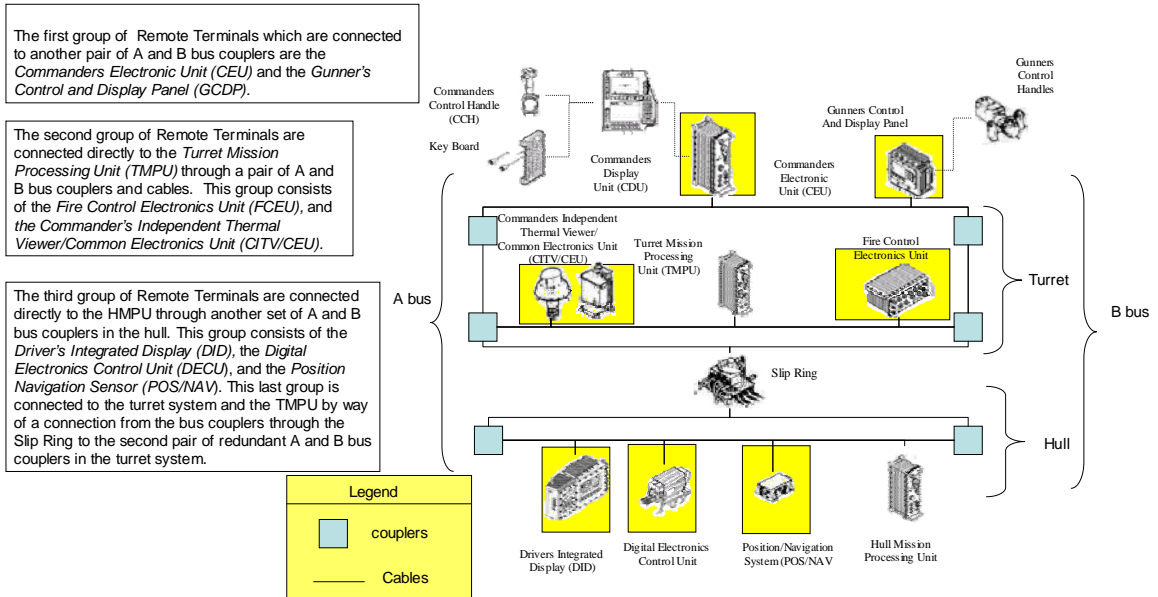 The first group of Remote Terminals which are connected
to another pair of A and B bus couplers are the
Commanders Electronic Unit (CEU) and the Gunner's
Control and Display Panel (GCDP).
The second group of Remote Terminals are
connected directly to the Turret Mission
Processing Unit (TMPU) through a pair of A and
B bus couplers and cables. This group consists
of the Fire Control Electronics Unit (FCEU), and
the Commander's Independent Thermal
Viewer/Common Electronics Unit (CITV/CEU).
The third group of Remote Terminals are connected
directly to the HMPU through another set of A and B
bus couplers in the hull. This group consists of the
Driver's Integrated Display (DID), the Digital
Electronics Control Unit (DECU), and the Position
Navigation Sensor (POS/NAV). This last group is
connected to the turret system and the TMPU by way
of a connection from the bus couplers through the
Slip Ring to the second pair of redundant A and B bus
couplers in the turret system.
Legend
couplers
Cables
Commanders
Control Handle
(CCH)
Key Board
Commanders
Display
Unit (CDU)
Commanders
Electronic
Unit (CEU)
Gunners Control
And Display Panel
Gunners
Control
Handles
Commanders Independent
Thermal Viewer/
Common Electronics Unit
(CITV/CEU)
Turret Mission
Processing
Unit (TMPU)
Fire Control
Electronics Unit
A bus
Turret
B bus
Slip Ring
Hull
Drivers Integrated
Display (DID)
Digital Electronics
Control Unit
Position/Navigation
System (POS/NAV
Hull Mission
Processing Unit